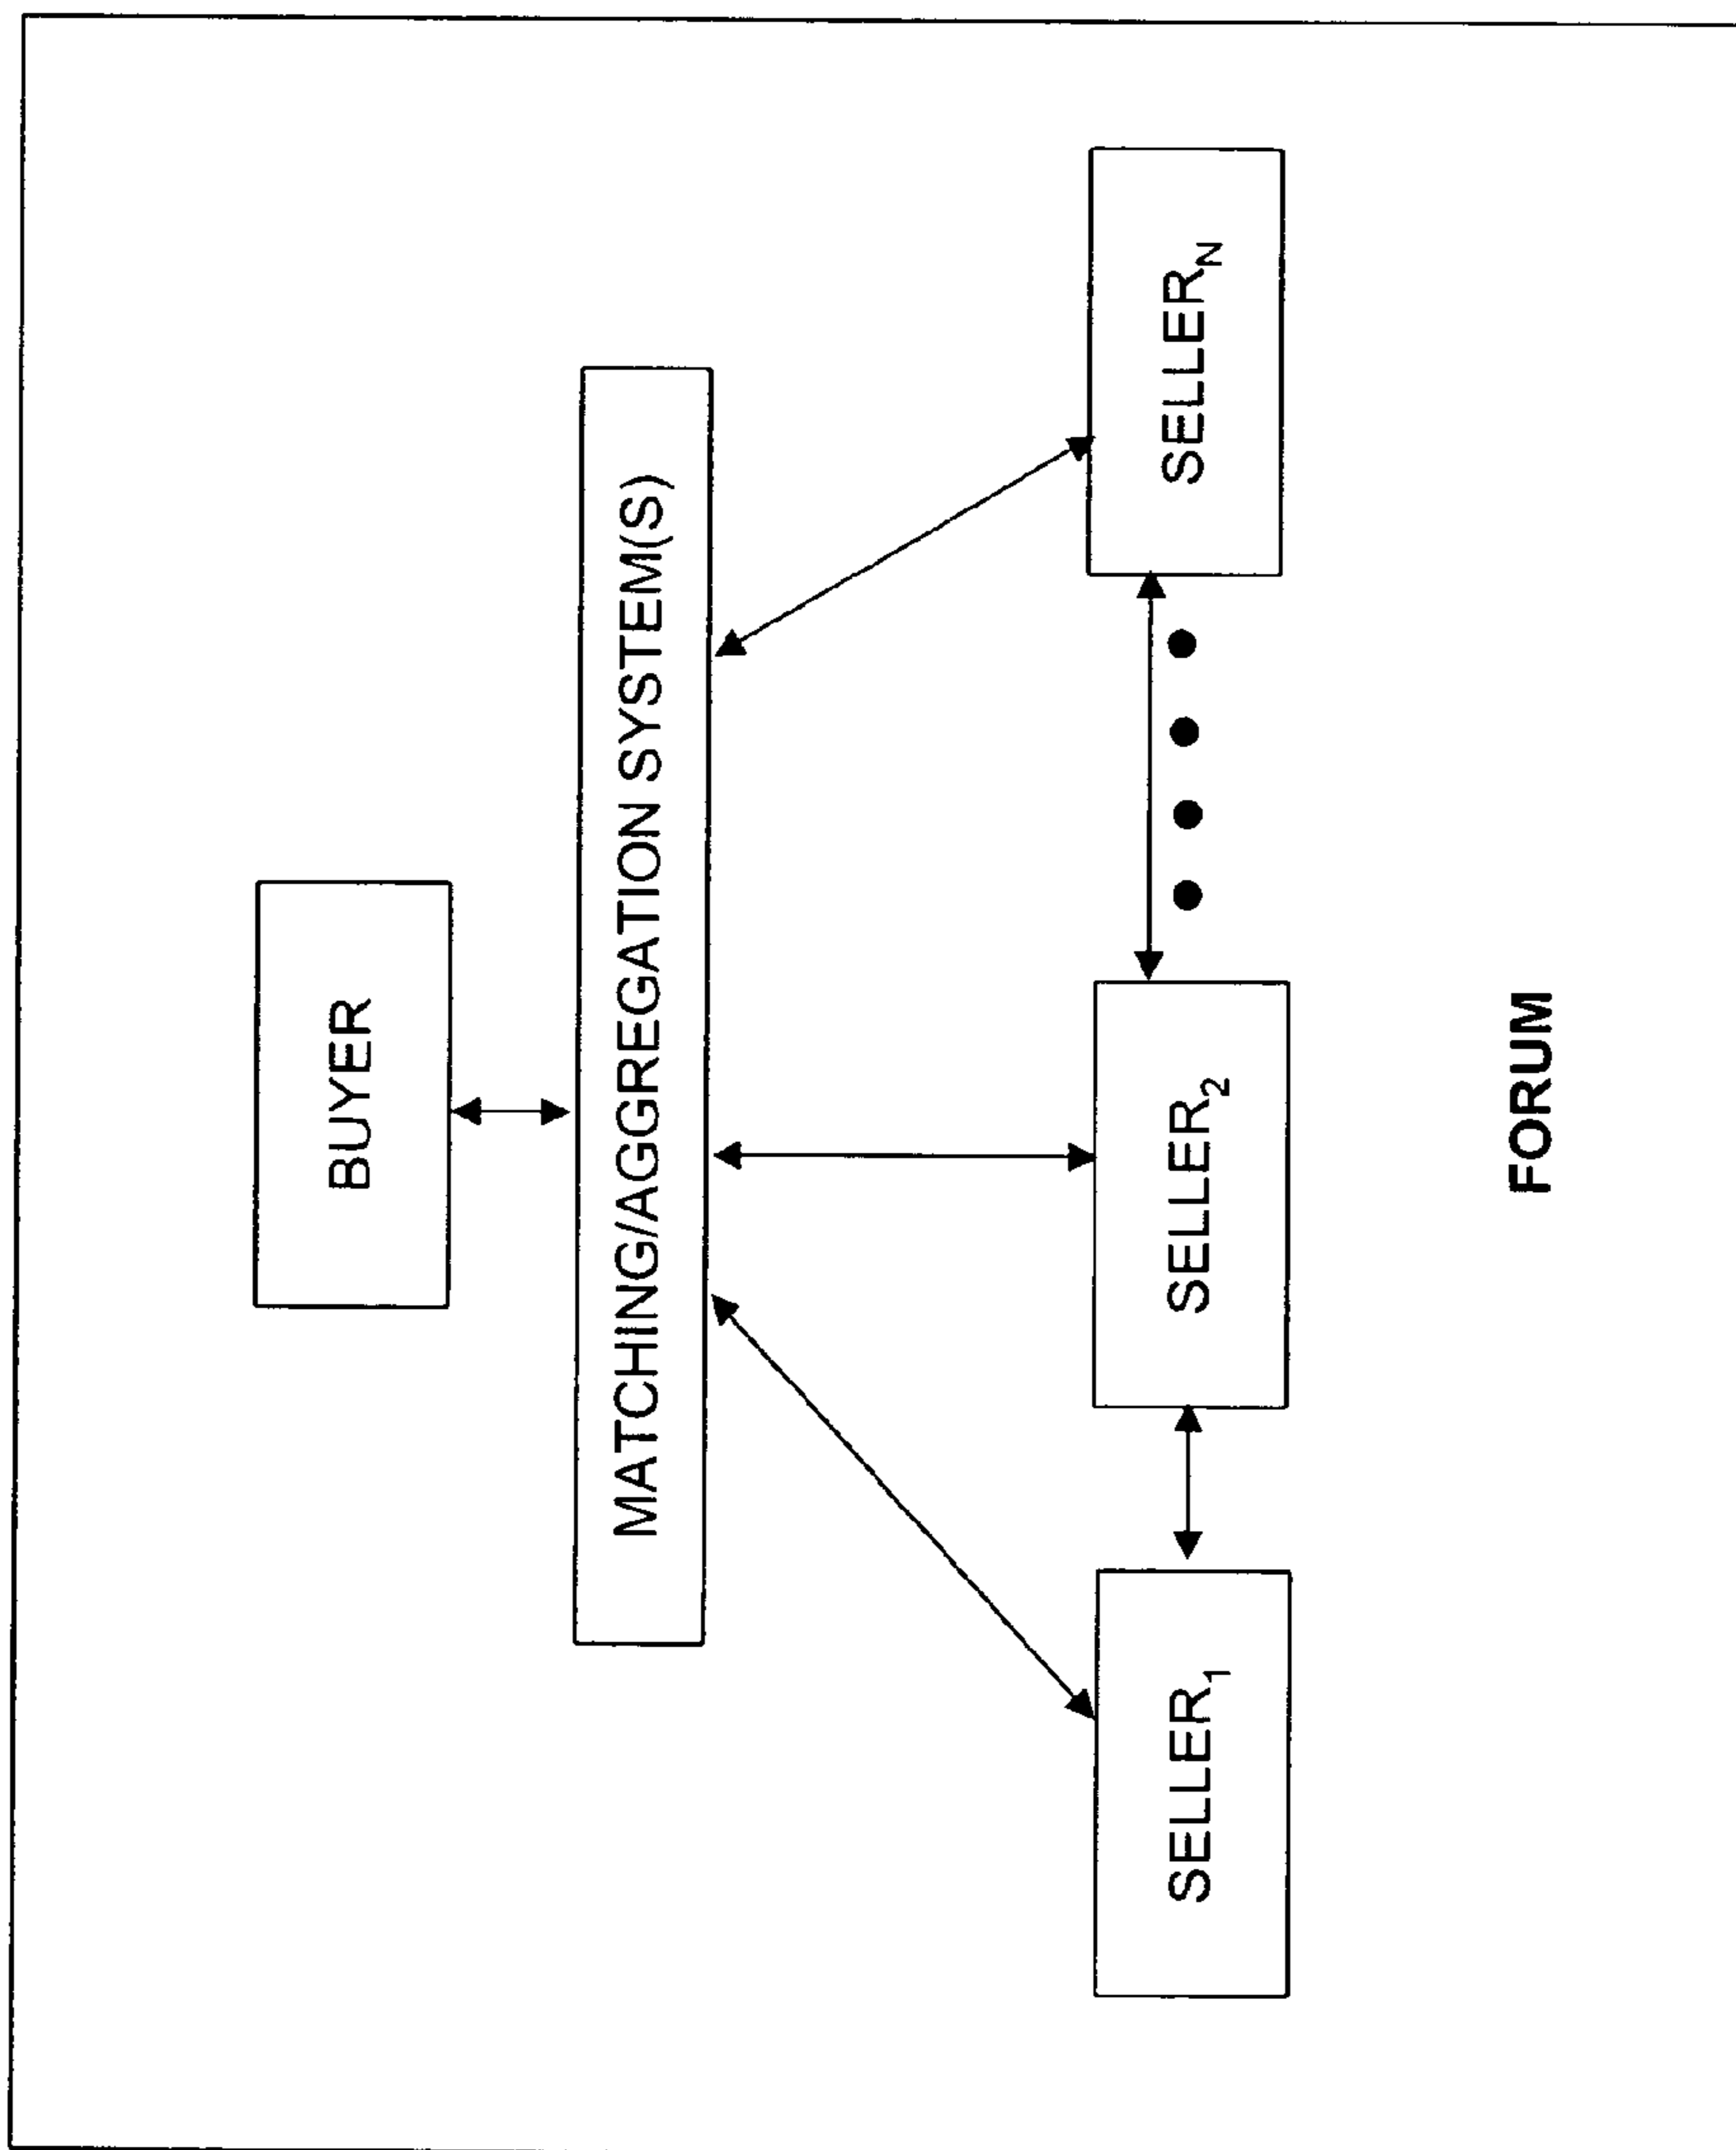 BUYER
MATCHING/AGGREGATION SYSTEM(S)
SELLER1
SELLER2
SELLERN
FORUM